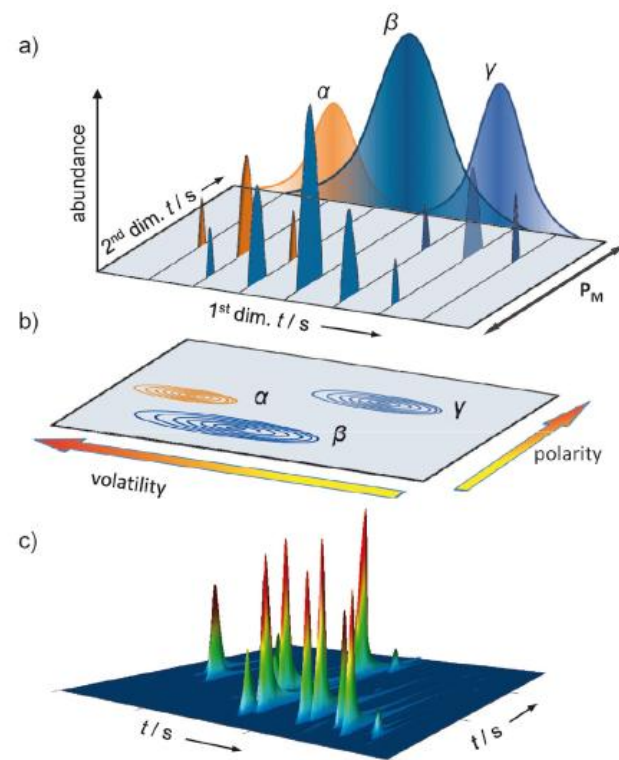 a)
α
β
γ
abundance
2nd dim. t / s
1st dim. t / s
PM
b)
α
β
γ
volatility
polarity
c)
t / s
t / s